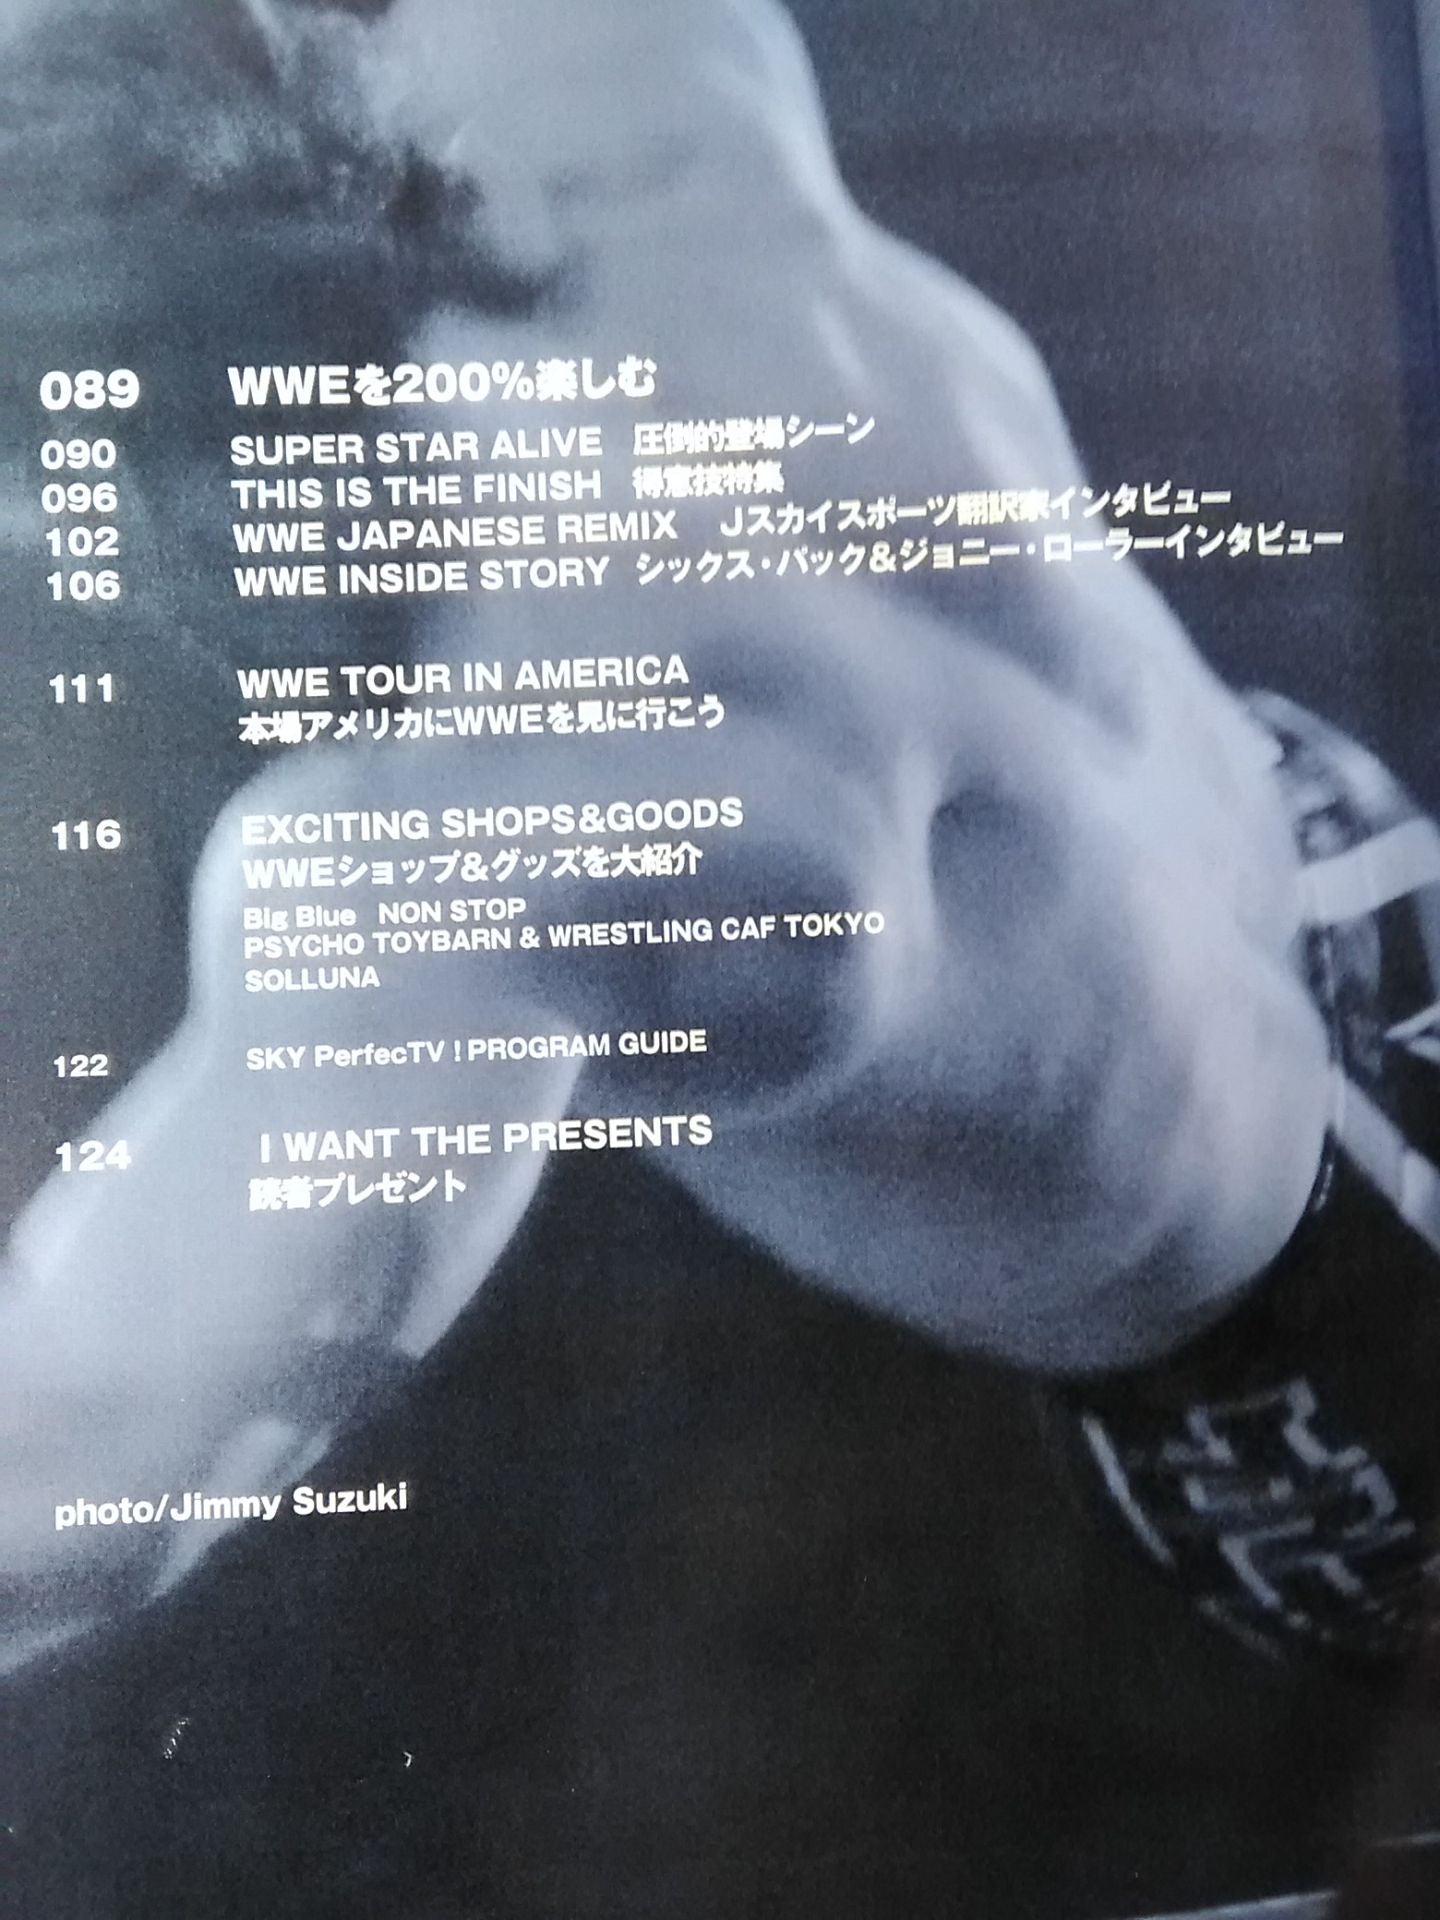 089 WWEを200%楽しむ
090 SUPER STAR ALIVE 圧倒的登場シーン
096 THIS IS THE FINISH 得意技特集
102 WWE JAPANESE REMIX Jスカイスポーツ翻訳家インタビュー
106 WWE INSIDE STORY シックス・パック&ジョニー・ローラーインタビュー
111 WWE TOUR IN AMERICA
本場アメリカにWWEを見に行こう
116 EXCITING SHOPS&GOODS
WWEショップ&グッズを大紹介
Big Blue NON STOP
PSYCHO TOYBARN & WRESTLING CAF TOKYO
SOLLUNA
122 SKY PerfecTV!PROGRAM GUIDE
124 I WANT THE PRESENTS
読者プレゼント
photo/Jimmy Suzuki